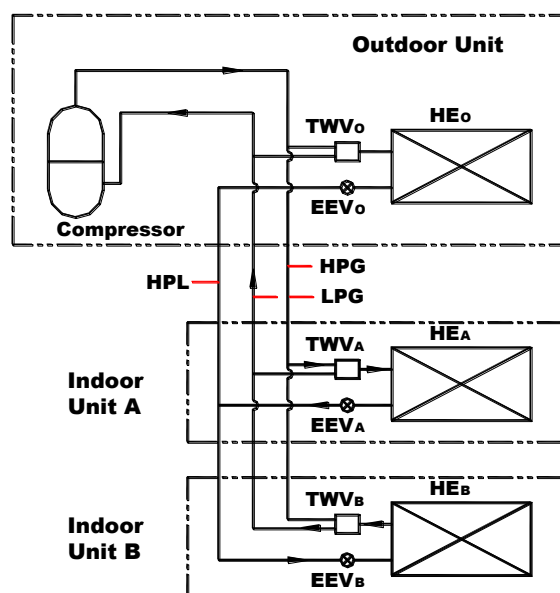 Outdoor Unit
TWVO
HEO
EEVO
Compressor
HPL
HPG
LPG
Indoor
Unit A
TWVA
HEA
EEVA
Indoor
Unit B
TWVB
HEB
EEVB